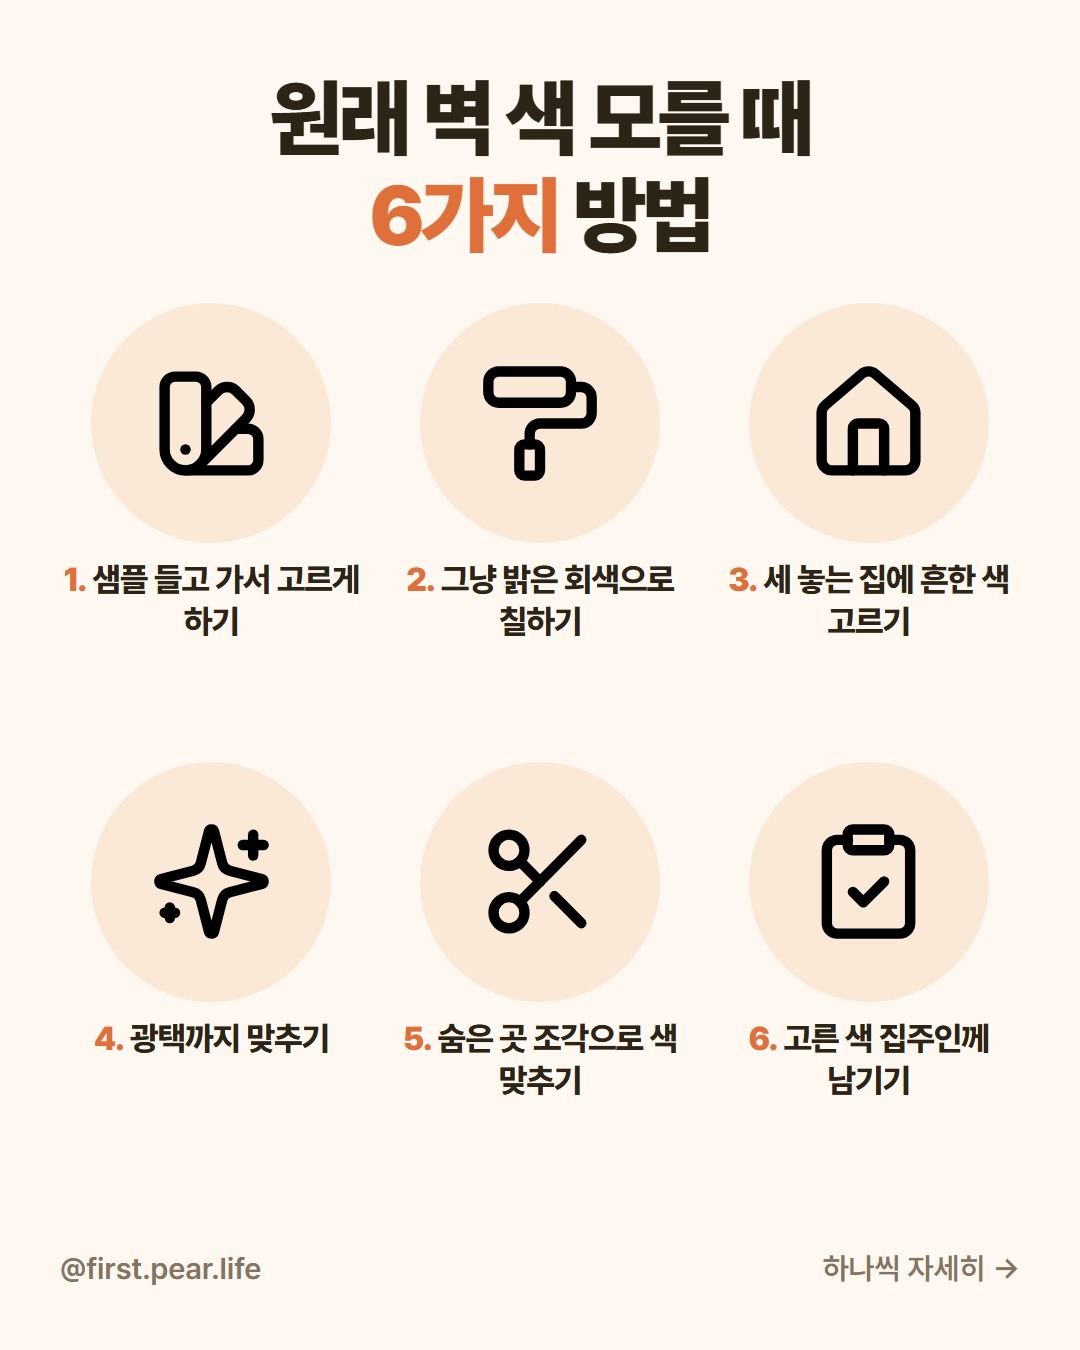 원래 벽 색 모를 때
6가지 방법
1. 샘플 들고 가서 고르게
하기
2. 그냥 밝은 회색으로
칠하기
3. 세 놓는 집에 흔한 색
고르기
4. 광택까지 맞추기
5. 숨은 곳 조각으로 색
맞추기
6. 고른 색 집주인께
남기기
@first.pear.life
하나씩 자세히 →